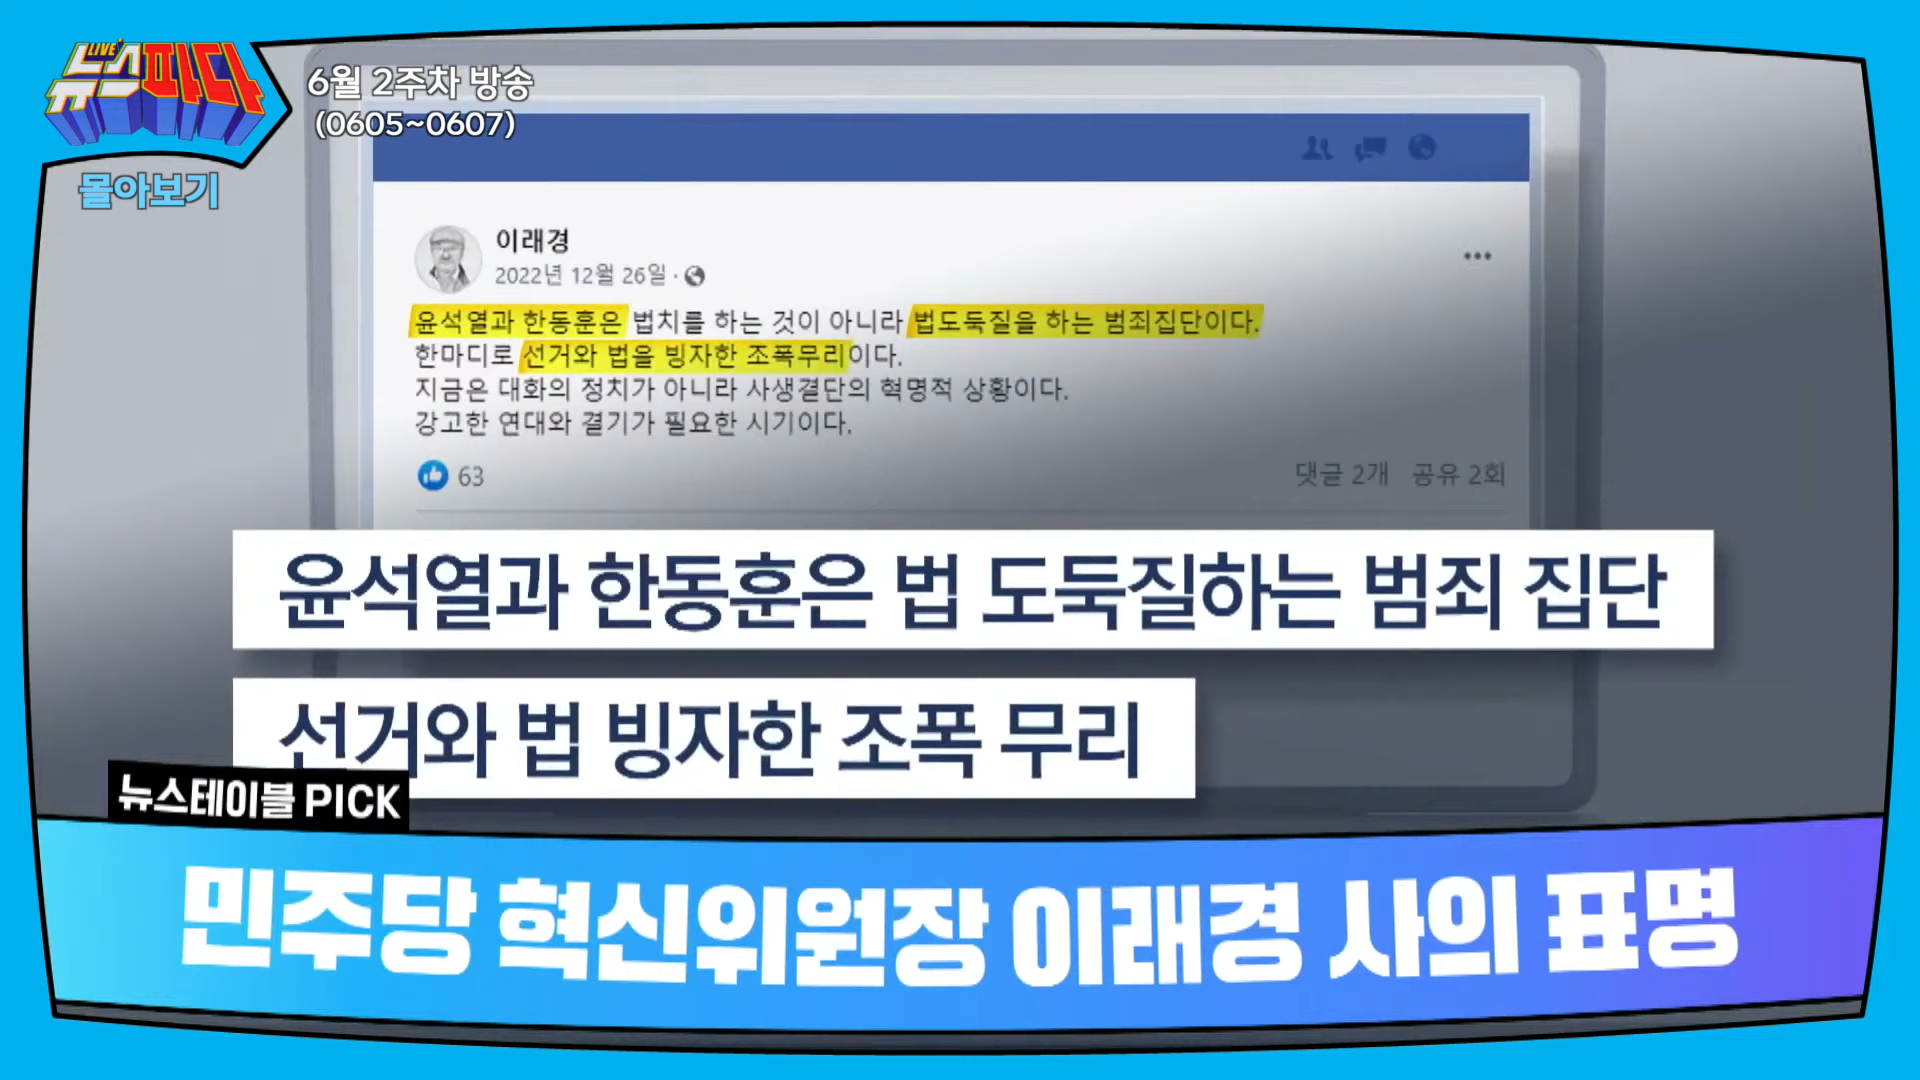 LIVE
뉴스파다
몰아보기
6월 2주차 방송
(0605~0607)
이래경
2022년 12월 26일 ·
윤석열과 한동훈은 법치를 하는 것이 아니라 법도둑질을 하는 범죄집단이다.
한마디로 선거와 법을 빙자한 조폭무리이다.
지금은 대화의 정치가 아니라 사생결단의 혁명적 상황이다.
강고한 연대와 결기가 필요한 시기이다.
63
댓글 2개 공유 2회
윤석열과 한동훈은 법 도둑질하는 범죄 집단
선거와 법 빙자한 조폭 무리
뉴스테이블 PICK
민주당 혁신위원장 이래경 사의 표명